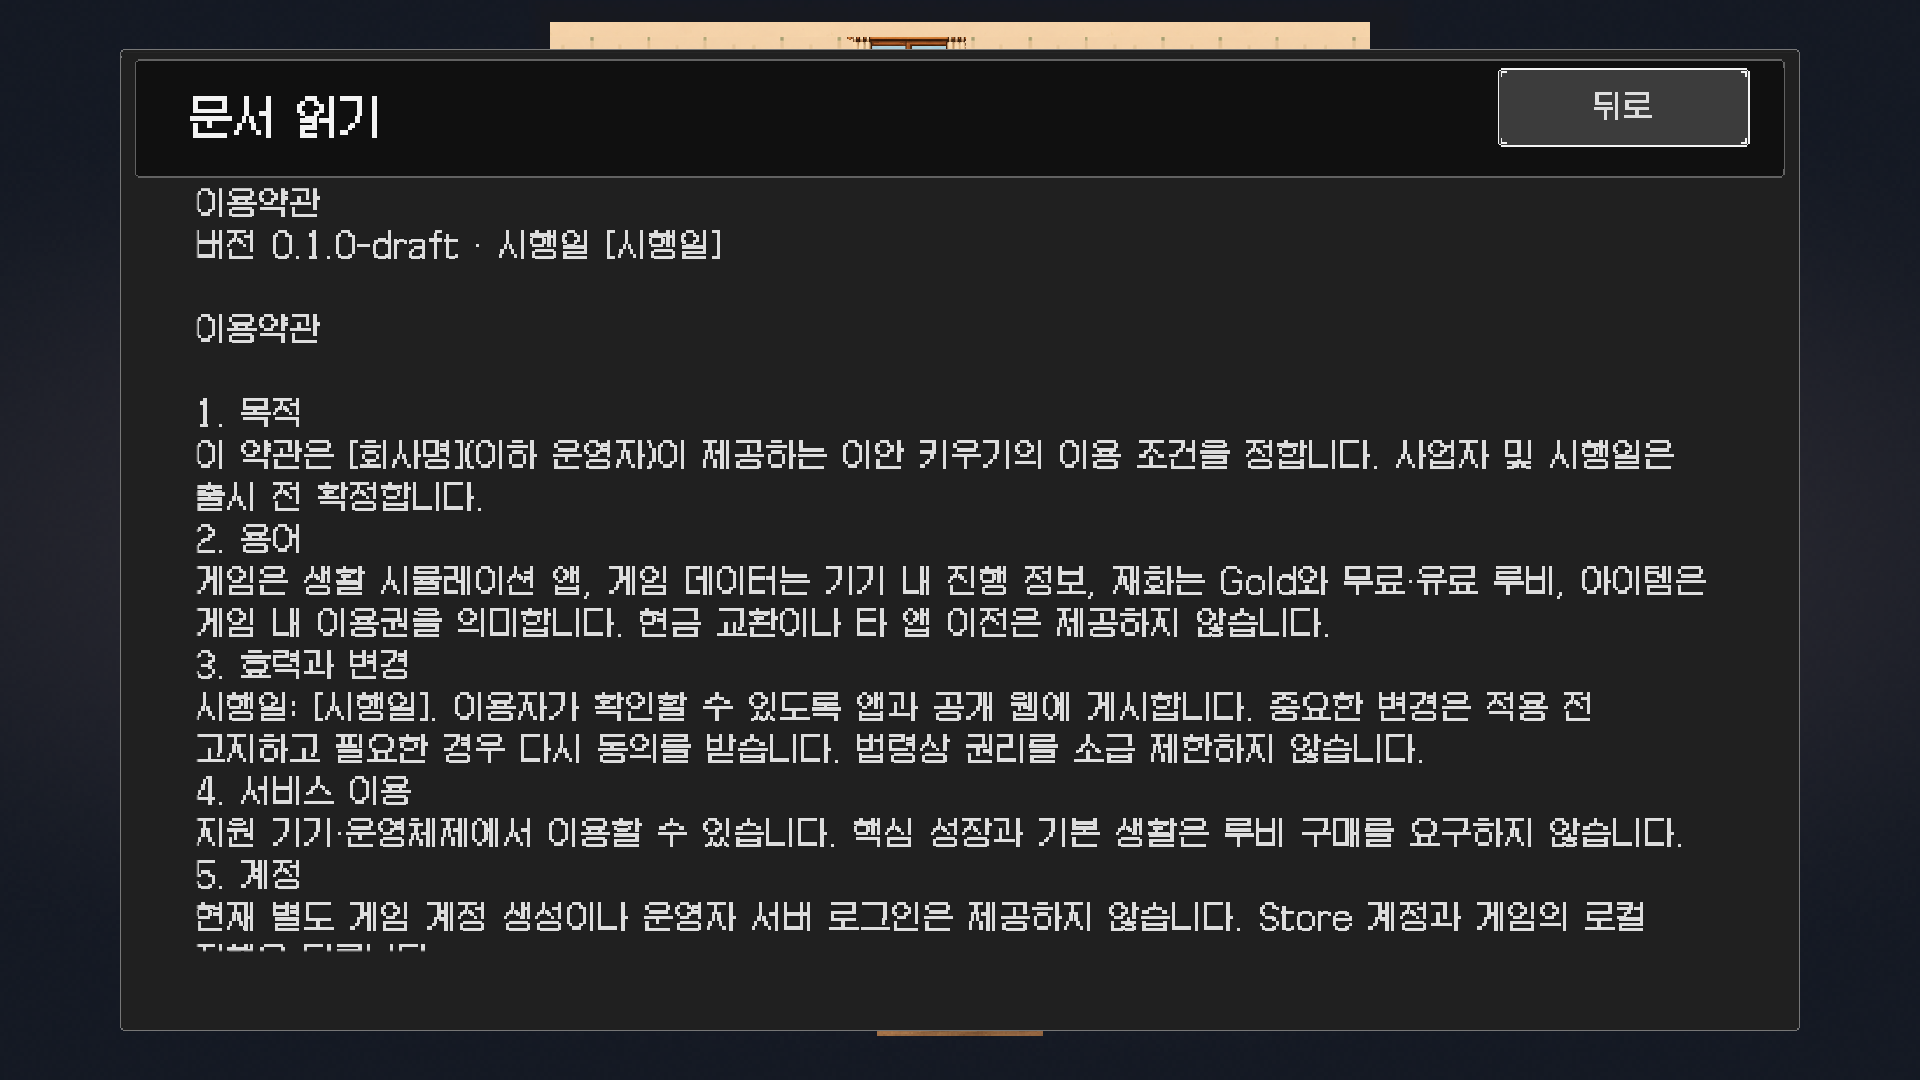 문서 읽기
뒤로
이용약관
버전 0.1.0-draft · 시행일 [시행일]
이용약관
1. 목적
이 약관은 [회사명](이하 운영자)이 제공하는 이안 키우기의 이용 조건을 정합니다. 사업자 및 시행일은
출시 전 확정합니다.
2. 용어
게임은 생활 시뮬레이션 앱, 게임 데이터는 기기 내 진행 정보, 재화는 Gold와 무료·유료 루비, 아이템은
게임 내 이용권을 의미합니다. 현금 교환이나 타 앱 이전은 제공하지 않습니다.
3. 효력과 변경
시행일: [시행일]. 이용자가 확인할 수 있도록 앱과 공개 웹에 게시합니다. 중요한 변경은 적용 전
고지하고 필요한 경우 다시 동의를 받습니다. 법령상 권리를 소급 제한하지 않습니다.
4. 서비스 이용
지원 기기·운영체제에서 이용할 수 있습니다. 핵심 성장과 기본 생활은 루비 구매를 요구하지 않습니다.
5. 계정
현재 별도 게임 계정 생성이나 운영자 서버 로그인은 제공하지 않습니다. Store 계정과 게임의 로컬